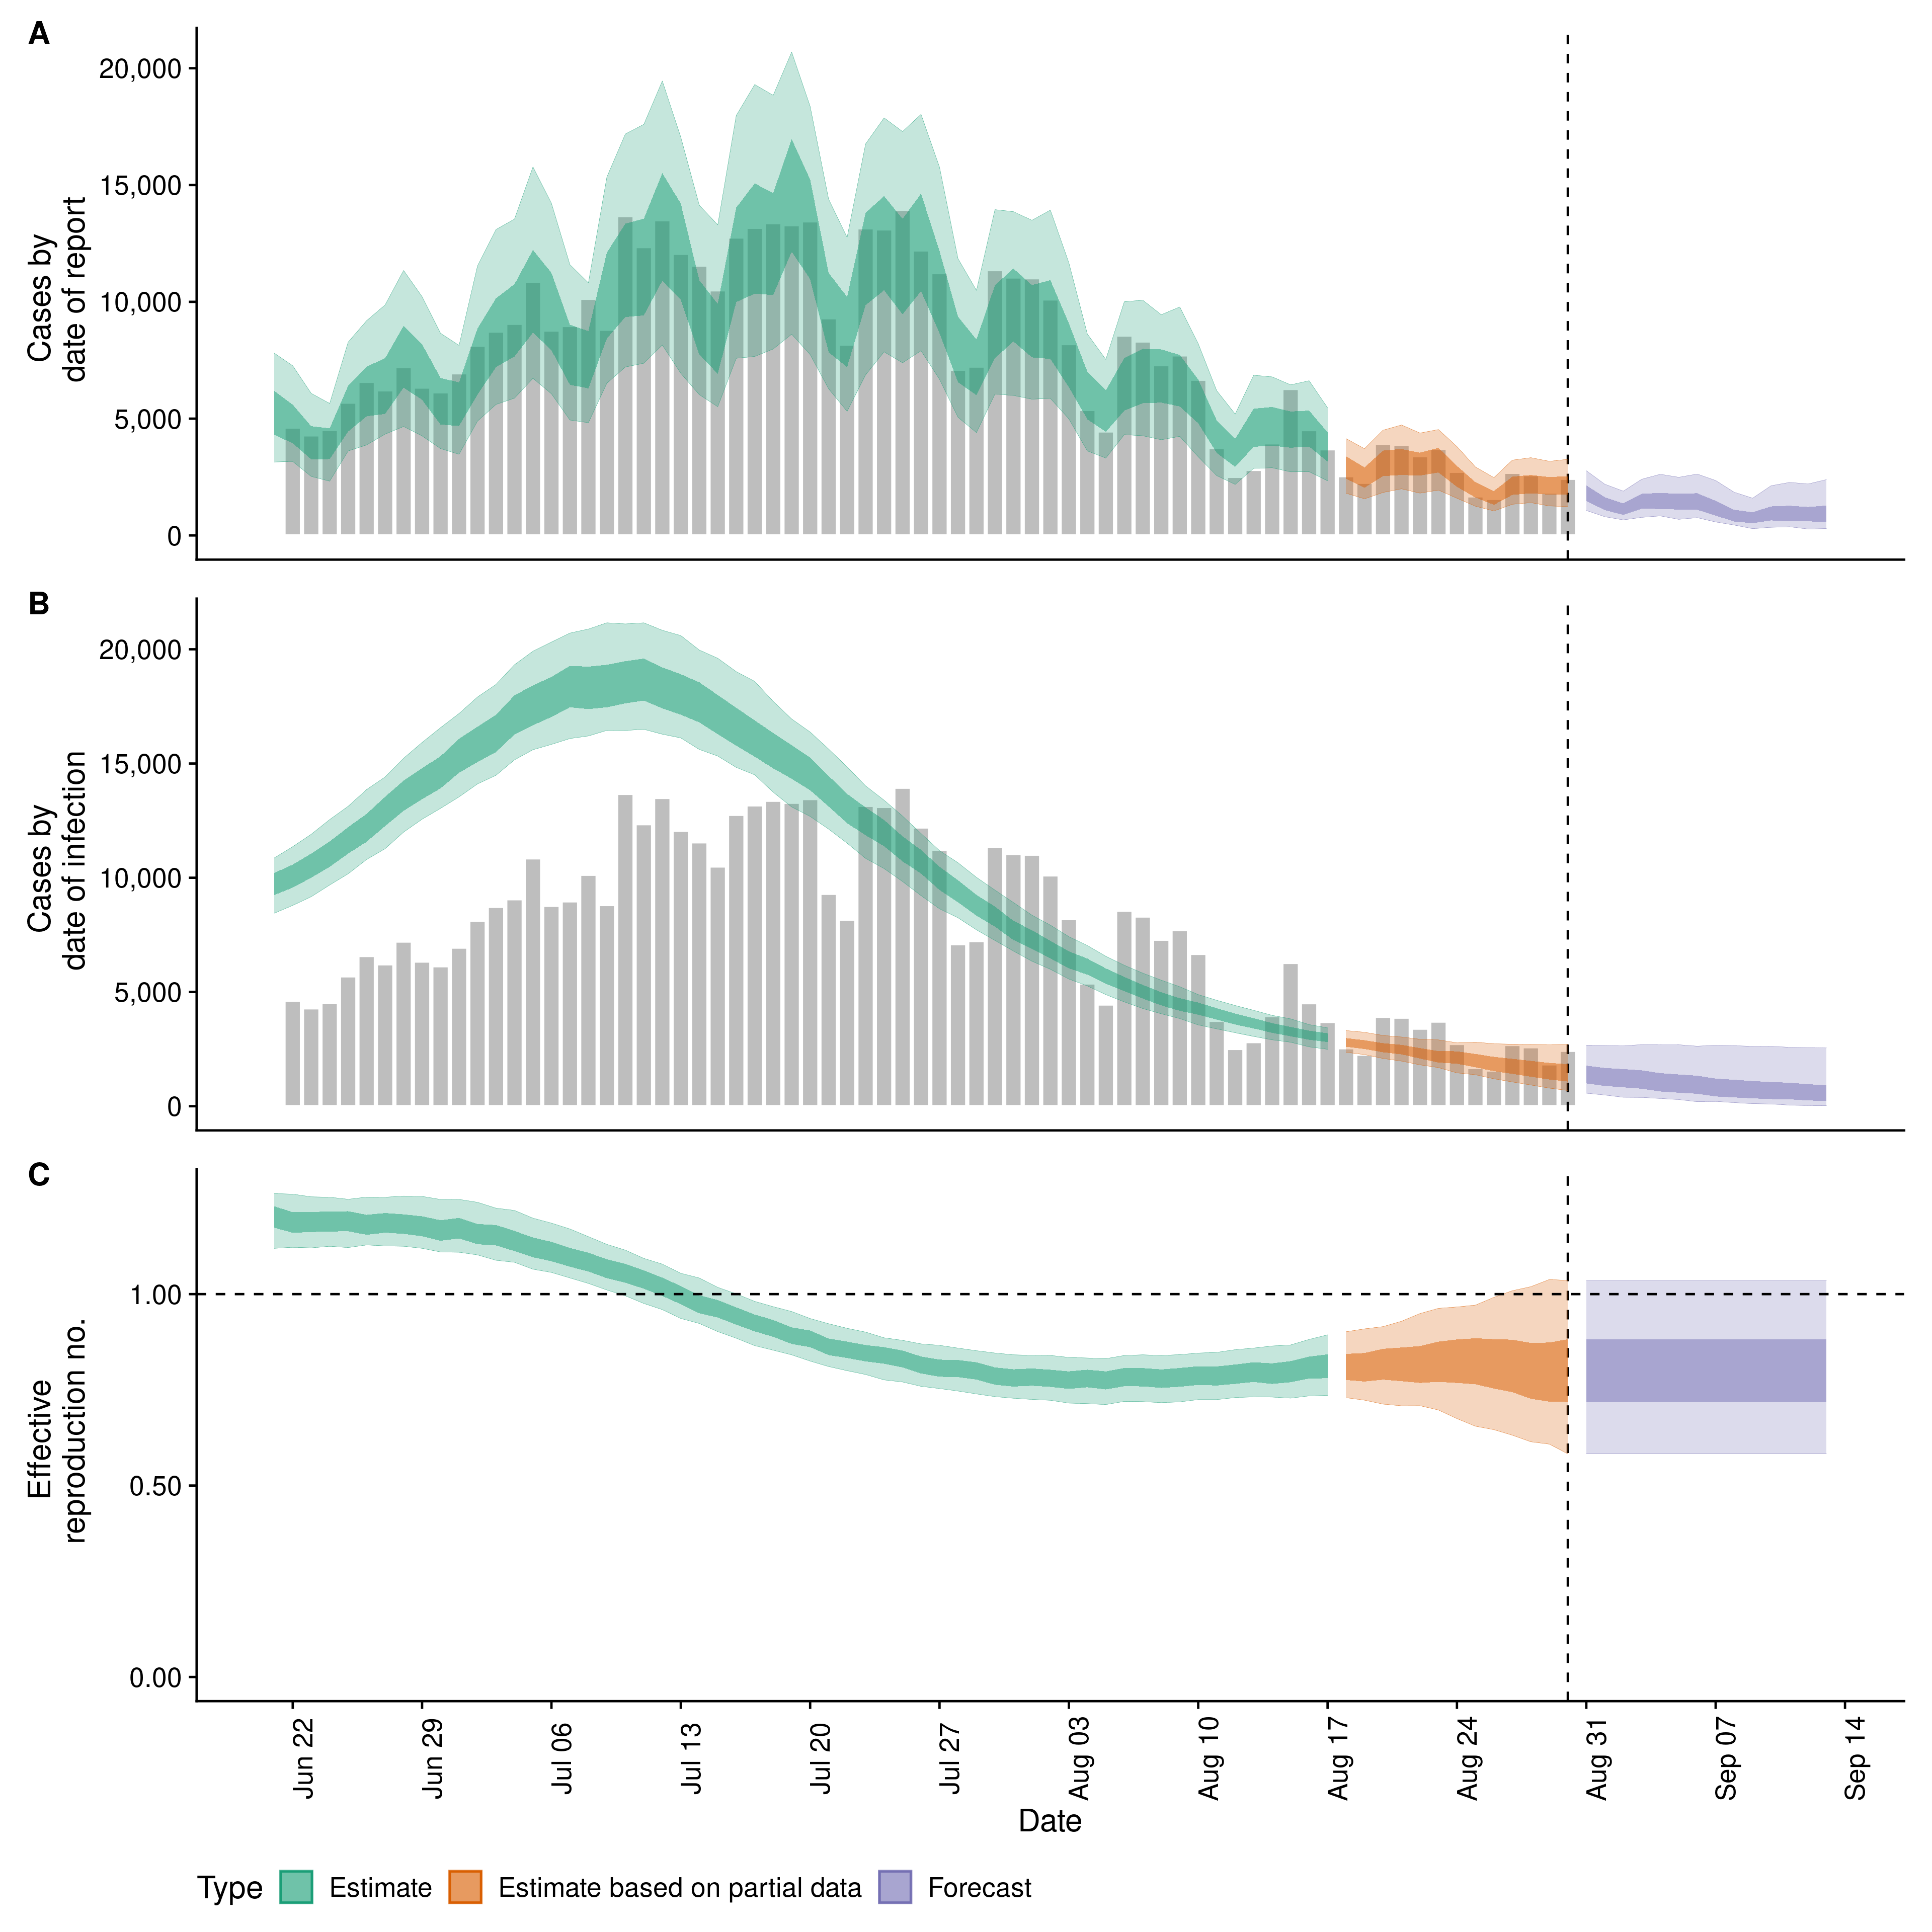 A
Cases by
date of report
20,000
15,000
10,000
5,000
0
B
Cases by
date of infection
20,000
15,000
10,000
5,000
0
C
Effective
reproduction no.
1.00
0.50
0.00
Jun 22
Jun 29
Jul 06
Jul 13
Jul 20
Jul 27
Aug 03
Aug 10
Aug 17
Aug 24
Aug 31
Sep 07
Sep 14
Date
Type Estimate Estimate based on partial data Forecast